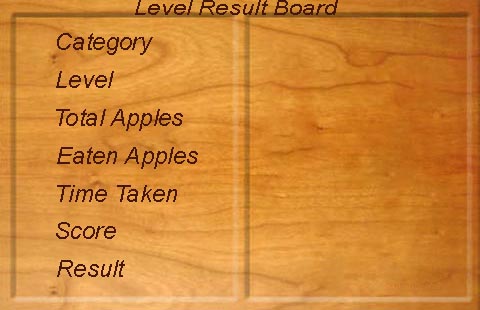 Level Result Board
Category
Level
Total Apples
Eaten Apples
Time Taken
Score
Result